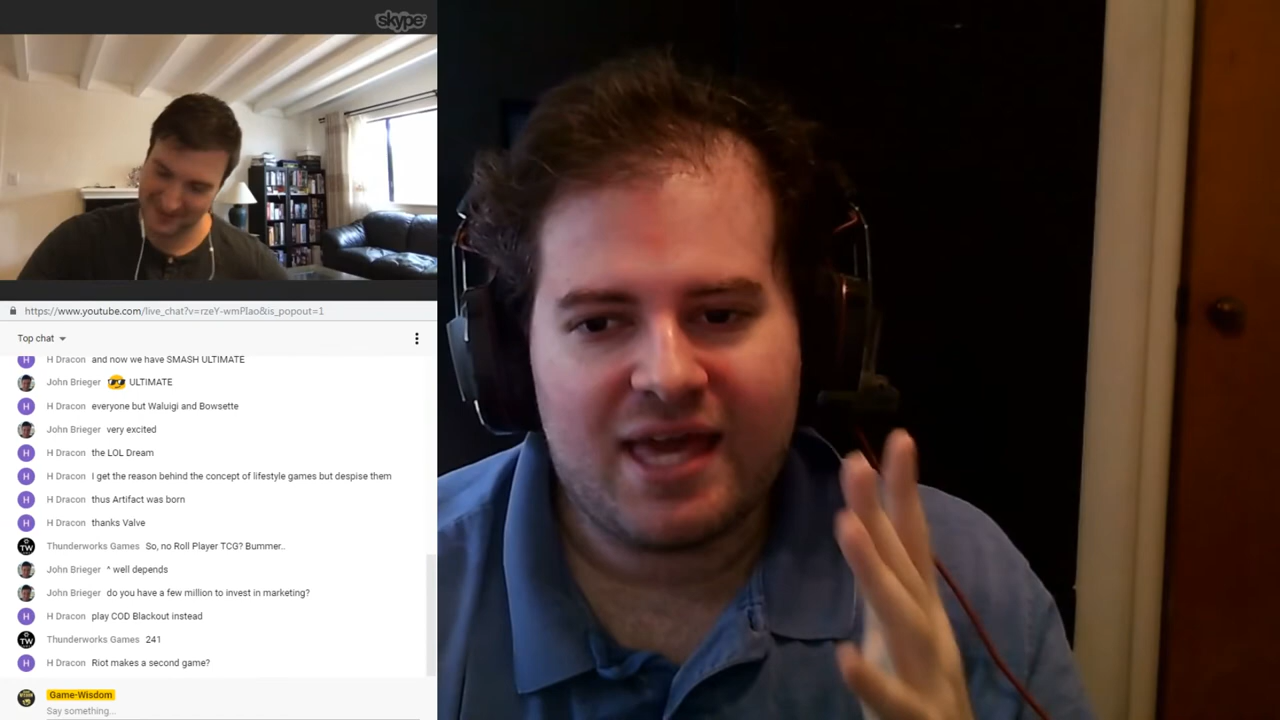 skype
https://www.youtube.com/live_chat?v=rzeY-wmPlao&is_popout=1
Top chat
H H Dracon and now we have SMASH ULTIMATE
John Brieger 😎 ULTIMATE
H H Dracon everyone but Waluigi and Bowsette
John Brieger very excited
H H Dracon the LOL Dream
H H Dracon I get the reason behind the concept of lifestyle games but despise them
H H Dracon thus Artifact was born
H H Dracon thanks Valve
TW Thunderworks Games So, no Roll Player TCG? Bummer..
John Brieger ^ well depends
John Brieger do you have a few million to invest in marketing?
H H Dracon play COD Blackout instead
TW Thunderworks Games 241
H H Dracon Riot makes a second game?
Game-Wisdom
Say something...